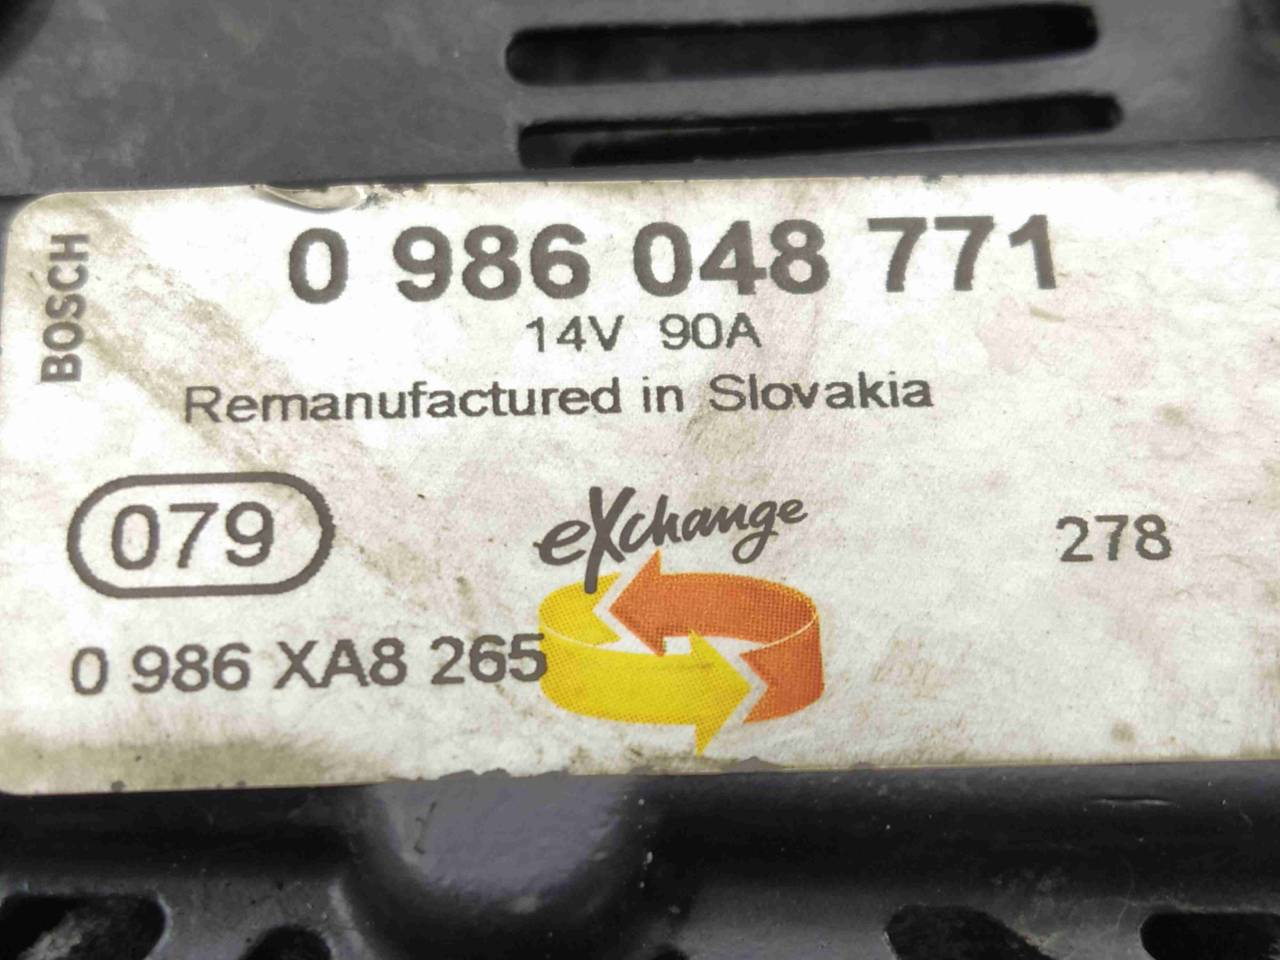 BOSCH
0 986 048 771
14V 90A
Remanufactured in Slovakia
079
eXchange
278
0 986 XA8 265